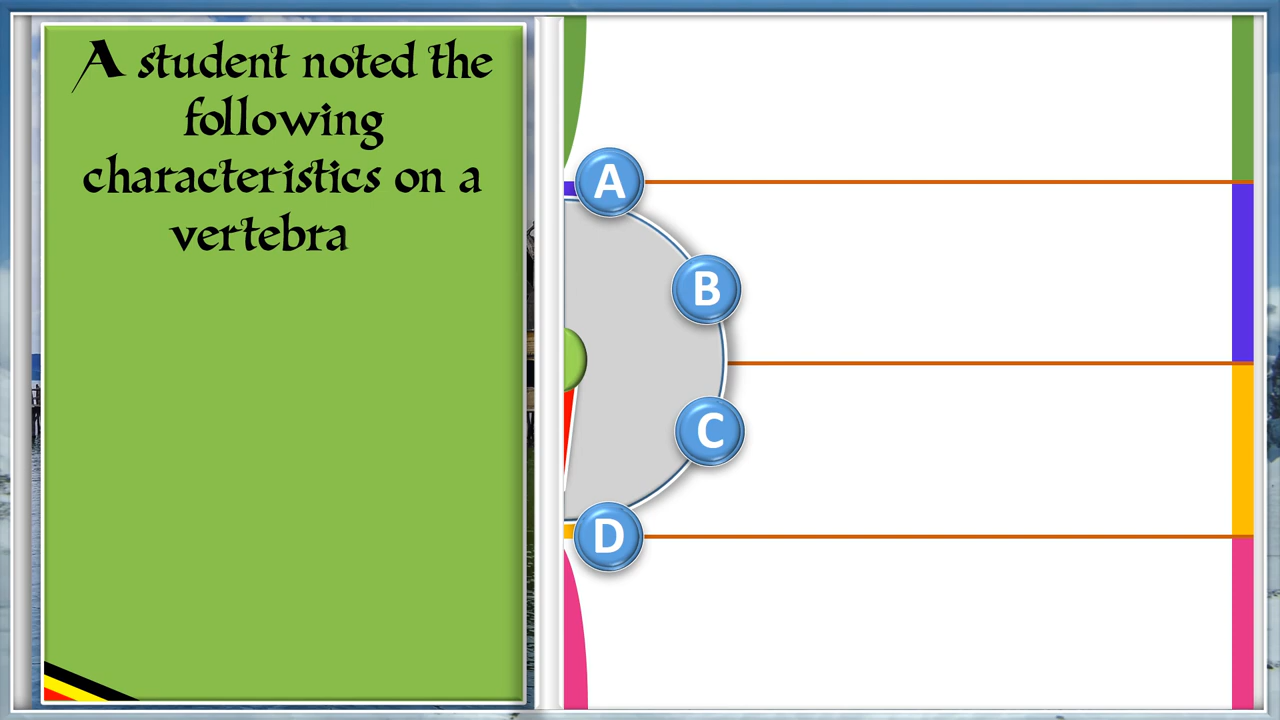 A student noted the
following
characteristics on a
vertebra
A
B
C
D